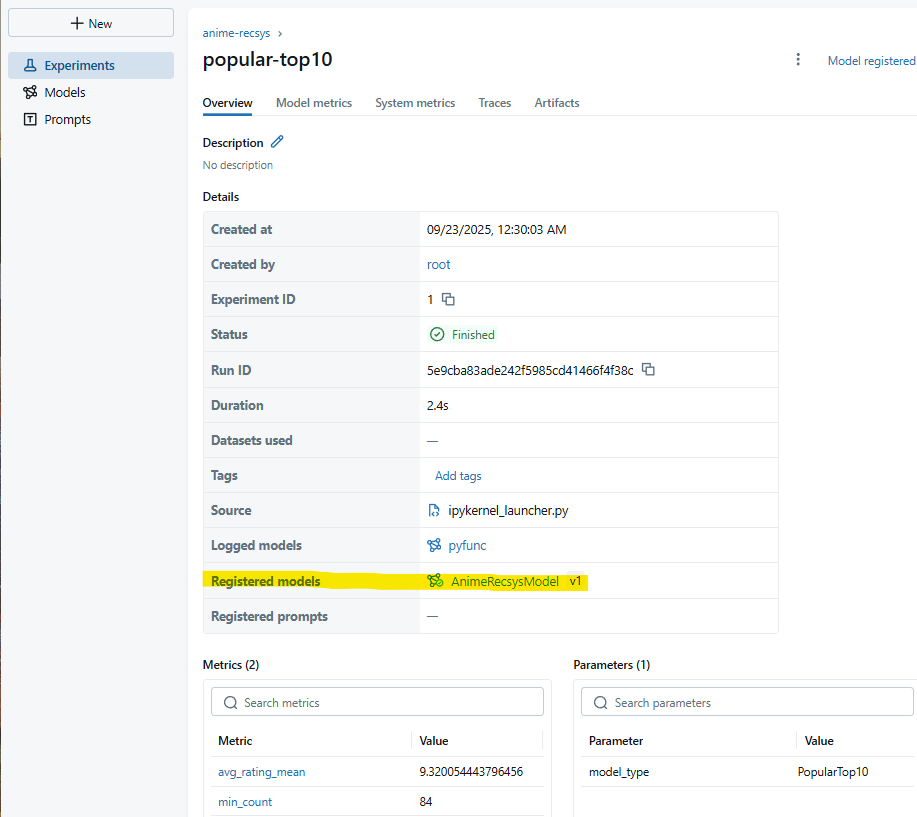 New
Experiments
Models
Prompts
anime-recsys
popular-top10
Model registered
Overview Model metrics System metrics Traces Artifacts
Description
No description
Details
Created at 09/23/2025, 12:30:03 AM
Created by root
Experiment ID 1
Status Finished
Run ID 5e9cba83ade242f5985cd41466f4f38c
Duration 2.4s
Datasets used —
Tags Add tags
Source ipykernel_launcher.py
Logged models pyfunc
Registered models AnimeRecsysModel v1
Registered prompts —
Metrics (2)
Search metrics
Metric Value
avg_rating_mean 9.320054443796456
min_count 84
Parameters (1)
Search parameters
Parameter Value
model_type PopularTop10